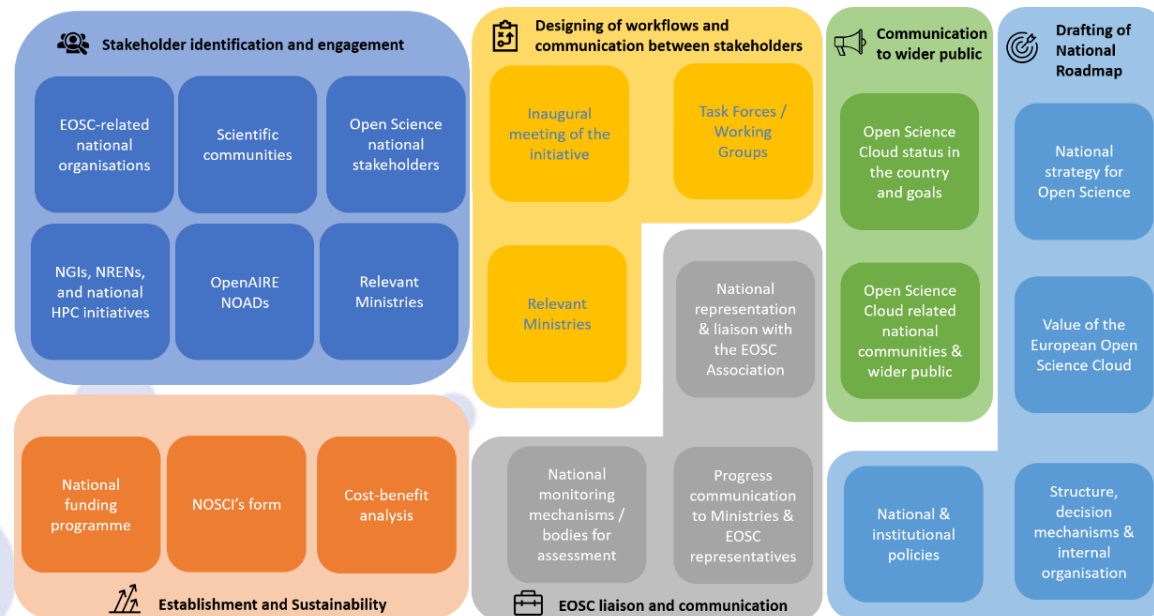 Stakeholder identification and engagement
EOSC-related
national
organisations
Scientific
communities
Open Science
national
stakeholders
NGIs, NRENs,
and national
HPC initiatives
OpenAIRE
NOADs
Relevant
Ministries
Designing of workflows and
communication between stakeholders
Inaugural
meeting of the
initiative
Task Forces /
Working
Groups
Relevant
Ministries
Communication
to wider public
Open Science
Cloud status in
the country
and goals
Open Science
Cloud related
national
communities &
wider public
Drafting of
National
Roadmap
National
strategy for
Open Science
Value of the
European Open
Science Cloud
National &
institutional
policies
Structure,
decision
mechanisms &
internal
organisation
National
funding
programme
NOSCI's form
Cost-benefit
analysis
Establishment and Sustainability
National
representation
& liaison with
the EOSC
Association
National
monitoring
mechanisms /
bodies for
assessment
Progress
communication
to Ministries &
EOSC
representatives
EOSC liaison and communication